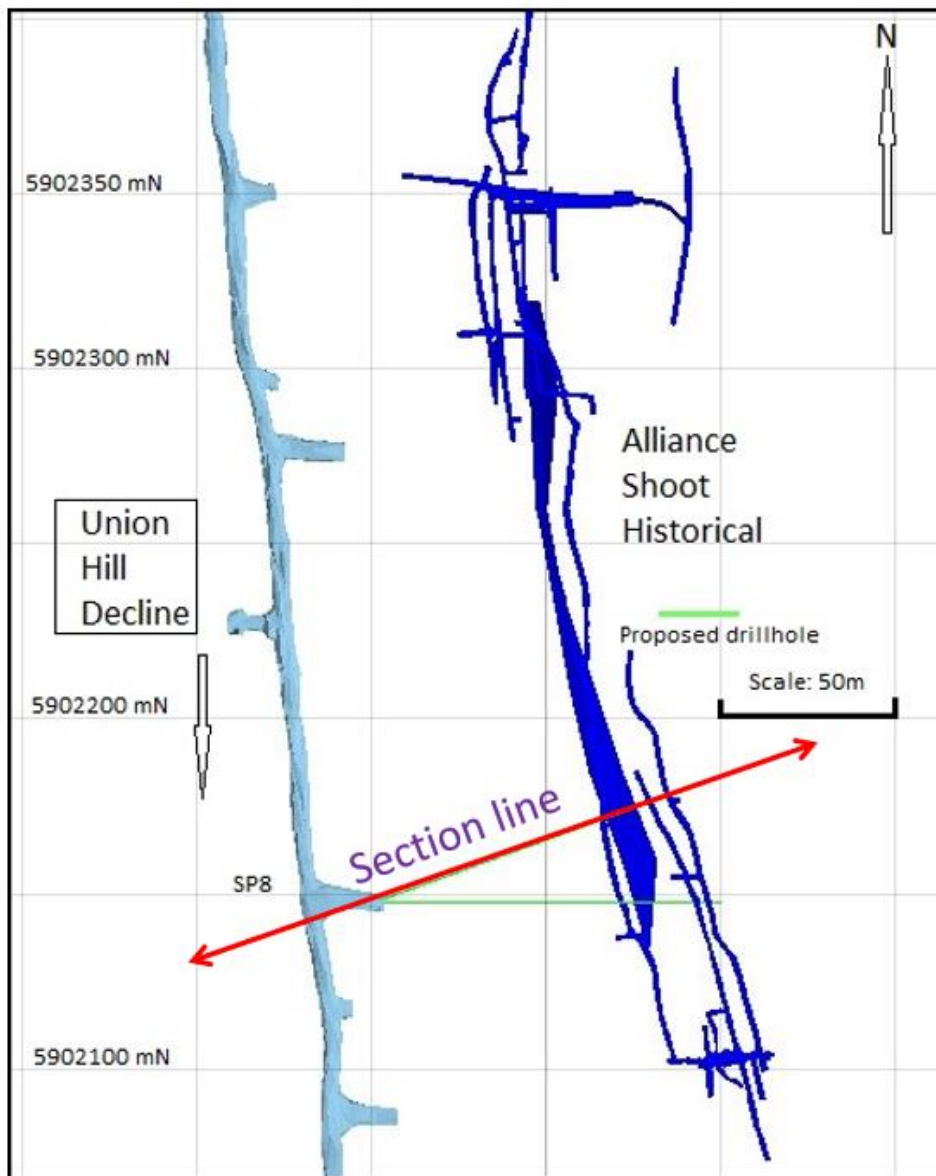 N
5902350 mN
5902300 mN
Alliance
Shoot
Historical
Union
Hill
Decline
Proposed drillhole
Scale: 50m
5902200 mN
Section line
SP8
5902100 mN